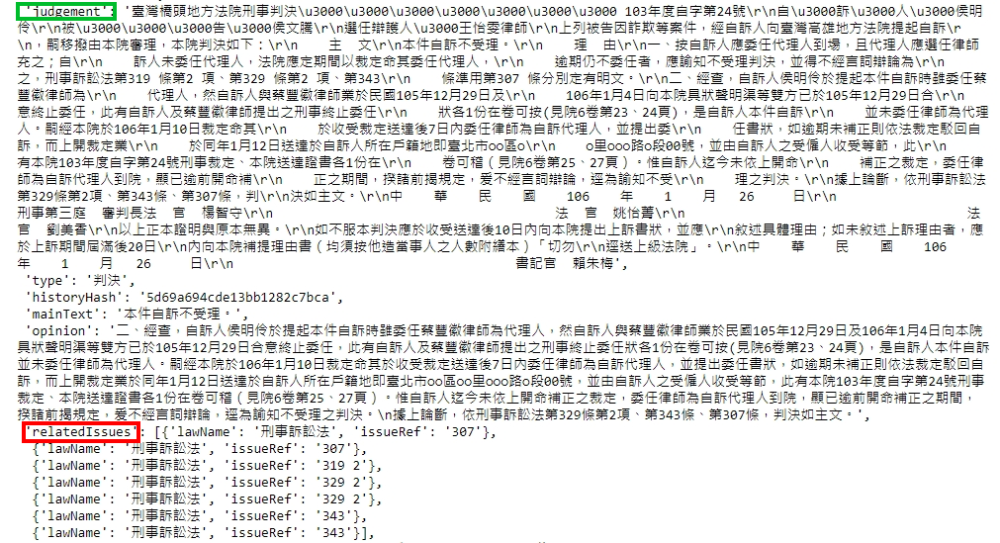 'judgement': '臺灣橋頭地方法院刑事判決\u3000\u3000\u3000\u3000\u3000\u3000\u3000\u3000 103年度自字第24號\r\n自\u3000訴\u3000人\u3000侯明
伶\r\n被\u3000\u3000\u3000告\u3000侯文騰\r\n選任辯護人\u3000王怡雯律師\r\n上列被告因詐欺等案件，經自訴人向臺灣高雄地方法院提起自訴\r
\n，嗣移撥由本院審理，本院判決如下：\r\n　　主　文\r\n本件自訴不受理。\r\n　　理　由\r\n一、按自訴人應委任代理人到場，且代理人應選任律師
充之；自\r\n　　訴人未委任代理人，法院應定期間以裁定命其委任代理人，\r\n　　逾期仍不委任者，應諭知不受理判決，並得不經言詞辯論為\r\n
之，刑事訴訟法第319 條第2 項、第329 條第2 項、第343\r\n　　條準用第307 條分別定有明文。\r\n二、經查，自訴人侯明伶於提起本件自訴時雖委任蔡
豐徽律師為\r\n　　代理人，然自訴人與蔡豐徽律師業於民國105年12月29日及\r\n　　106年1月4日向本院具狀聲明渠等雙方已於105年12月29日合\r\n
意終止委任，此有自訴人及蔡豐徽律師提出之刑事終止委任\r\n　　狀各1份在卷可按(見院6卷第23、24頁)，是自訴人本件自訴\r\n　　並未委任律師為代理
人。嗣經本院於106年1月10日裁定命其\r\n　　於收受裁定送達後7日內委任律師為自訴代理人，並提出委\r\n　　任書狀，如逾期未補正則依法裁定駁回自
訴，而上開裁定業\r\n　　於同年1月12日送達於自訴人所在戶籍地即臺北市oo區o\r\n　　o里ooo路o段00號，並由自訴人之受僱人收受等節，此\r\n
有本院103年度自字第24號刑事裁定、本院送達證書各1份在\r\n　　卷可稽（見院6卷第25、27頁）。惟自訴人迄今未依上開命\r\n　　補正之裁定，委任律
師為自訴代理人到院，顯已逾前開命補\r\n　　正之期間，揆諸前揭規定，爰不經言詞辯論，逕為諭知不受\r\n　　理之判決。\r\n據上論斷，依刑事訴訟法
第329條第2項、第343條、第307條，判\r\n決如主文。\r\n中　　華　　民　　國　　106　　年　　1　　月　　26　　日\r\n
刑事第三庭　審判長法　官　楊智守\r\n　　法　官　姚怡菁\r\n　　法
官　劉美香\r\n以上正本證明與原本無異。\r\n如不服本判決應於收受送達後10日內向本院提出上訴書狀，並應\r\n敘述具體理由；如未敘述上訴理由者，應
於上訴期間屆滿後20日\r\n內向本院補提理由書（均須按他造當事人之人數附繕本）「切勿\r\n逕送上級法院」。\r\n中　　華　　民　　國　　106
年　　1　　月　　26　　日\r\n　　書記官　賴朱梅',
'type': '判決',
'historyHash': '5d69a694cde13bb1282c7bca',
'mainText': '本件自訴不受理。',
'opinion': '二、經查，自訴人侯明伶於提起本件自訴時雖委任蔡豐徽律師為代理人，然自訴人與蔡豐徽律師業於民國105年12月29日及106年1月4日向本院
具狀聲明渠等雙方已於105年12月29日合意終止委任，此有自訴人及蔡豐徽律師提出之刑事終止委任狀各1份在卷可按(見院6卷第23、24頁)，是自訴人本件自訴
並未委任律師為代理人。嗣經本院於106年1月10日裁定命其於收受裁定送達後7日內委任律師為自訴代理人，並提出委任書狀，如逾期未補正則依法裁定駁回自
訴，而上開裁定業於同年1月12日送達於自訴人所在戶籍地即臺北市oo區oo里ooo路o段00號，並由自訴人之受僱人收受等節，此有本院103年度自字第24號刑事
裁定、本院送達證書各1份在卷可稽（見院6卷第25、27頁）。惟自訴人迄今未依上開命補正之裁定，委任律師為自訴代理人到院，顯已逾前開命補正之期間，
揆諸前揭規定，爰不經言詞辯論，逕為諭知不受理之判決。\n據上論斷，依刑事訴訟法第329條第2項、第343條、第307條，判決如主文。',
'relatedIssues': [{'lawName': '刑事訴訟法', 'issueRef': '307'},
{'lawName': '刑事訴訟法', 'issueRef': '307'},
{'lawName': '刑事訴訟法', 'issueRef': '319 2'},
{'lawName': '刑事訴訟法', 'issueRef': '329 2'},
{'lawName': '刑事訴訟法', 'issueRef': '329 2'},
{'lawName': '刑事訴訟法', 'issueRef': '343'},
{'lawName': '刑事訴訟法', 'issueRef': '343'}],